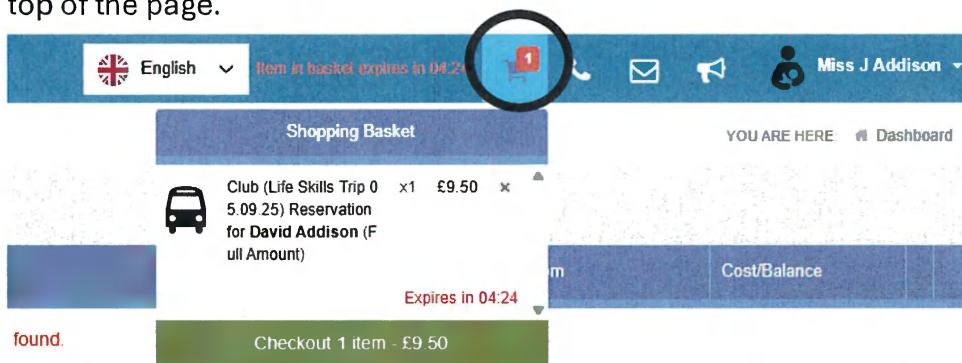 top of the page.
English
Item in basket expires in 04:24
1
Miss J Addison
Shopping Basket
YOU ARE HERE: Dashboard
Club (Life Skills Trip 0 x1 £9.50 ×
5.09.25) Reservation
for David Addison (F
ull Amount)
om
Cost/Balance
Expires in 04:24
found.
Checkout 1 item - £9.50